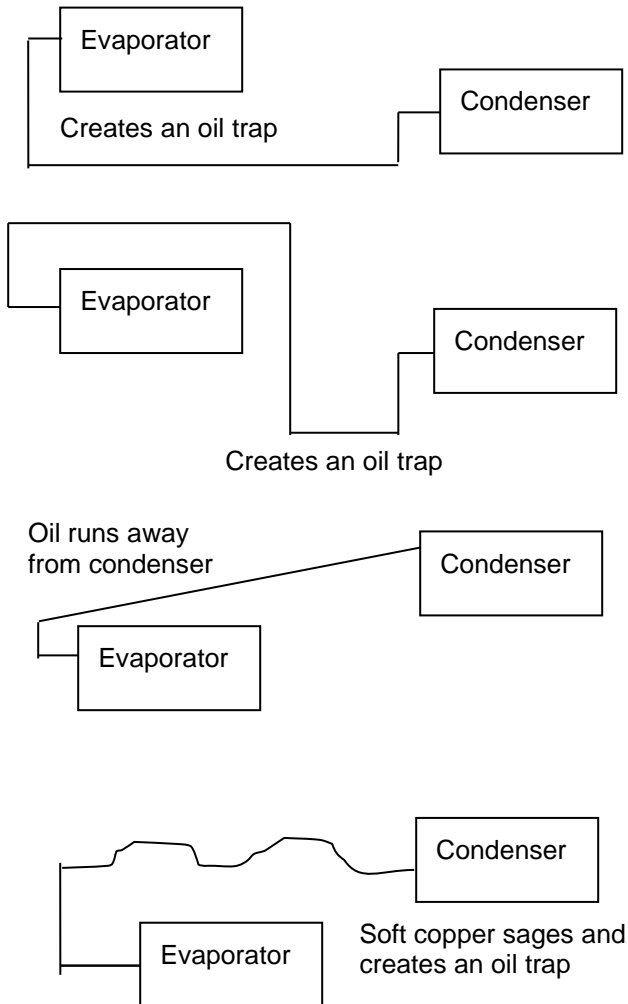 Evaporator
Condenser
Creates an oil trap
Evaporator
Condenser
Creates an oil trap
Oil runs away
from condenser
Condenser
Evaporator
Condenser
Evaporator
Soft copper sages and
creates an oil trap